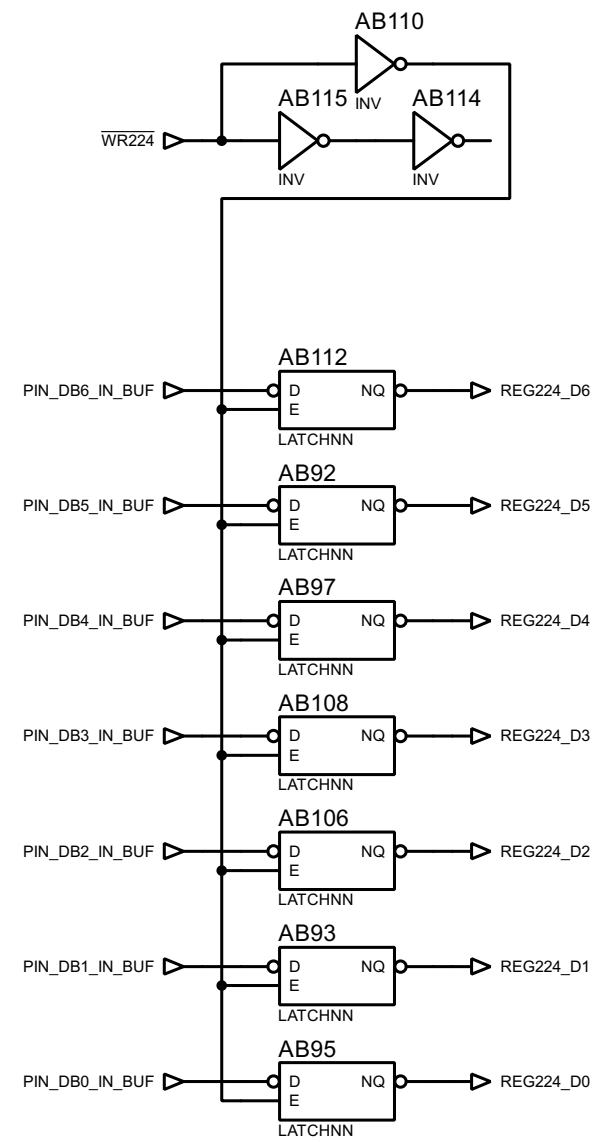 AB110
INV
AB115
AB114
WR224
INV
INV
AB112
PIN_DB6_IN_BUF
D
NQ
REG224_D6
E
LATCHNN
AB92
PIN_DB5_IN_BUF
D
NQ
REG224_D5
E
LATCHNN
AB97
PIN_DB4_IN_BUF
D
NQ
REG224_D4
E
LATCHNN
AB108
PIN_DB3_IN_BUF
D
NQ
REG224_D3
E
LATCHNN
AB106
PIN_DB2_IN_BUF
D
NQ
REG224_D2
E
LATCHNN
AB93
PIN_DB1_IN_BUF
D
NQ
REG224_D1
E
LATCHNN
AB95
PIN_DB0_IN_BUF
D
NQ
REG224_D0
E
LATCHNN